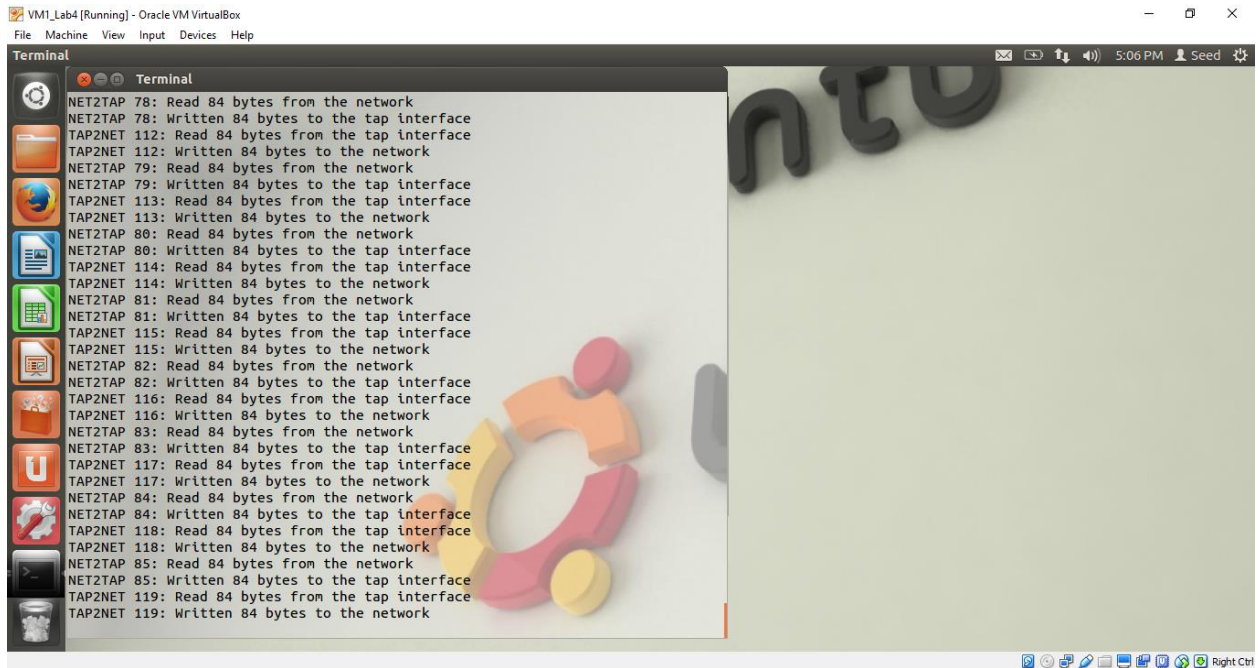 VM1_Lab4 [Running] - Oracle VM VirtualBox
File Machine View Input Devices Help
Terminal 5:06 PM Seed
Terminal
NET2TAP 78: Read 84 bytes from the network
NET2TAP 78: Written 84 bytes to the tap interface
TAP2NET 112: Read 84 bytes from the tap interface
TAP2NET 112: Written 84 bytes to the network
NET2TAP 79: Read 84 bytes from the network
NET2TAP 79: Written 84 bytes to the tap interface
TAP2NET 113: Read 84 bytes from the tap interface
TAP2NET 113: Written 84 bytes to the network
NET2TAP 80: Read 84 bytes from the network
NET2TAP 80: Written 84 bytes to the tap interface
TAP2NET 114: Read 84 bytes from the tap interface
TAP2NET 114: Written 84 bytes to the network
NET2TAP 81: Read 84 bytes from the network
NET2TAP 81: Written 84 bytes to the tap interface
TAP2NET 115: Read 84 bytes from the tap interface
TAP2NET 115: Written 84 bytes to the network
NET2TAP 82: Read 84 bytes from the network
NET2TAP 82: Written 84 bytes to the tap interface
TAP2NET 116: Read 84 bytes from the tap interface
TAP2NET 116: Written 84 bytes to the network
NET2TAP 83: Read 84 bytes from the network
NET2TAP 83: Written 84 bytes to the tap interface
TAP2NET 117: Read 84 bytes from the tap interface
TAP2NET 117: Written 84 bytes to the network
NET2TAP 84: Read 84 bytes from the network
NET2TAP 84: Written 84 bytes to the tap interface
TAP2NET 118: Read 84 bytes from the tap interface
TAP2NET 118: Written 84 bytes to the network
NET2TAP 85: Read 84 bytes from the network
NET2TAP 85: Written 84 bytes to the tap interface
TAP2NET 119: Read 84 bytes from the tap interface
TAP2NET 119: Written 84 bytes to the network
ntu
Right Ctrl